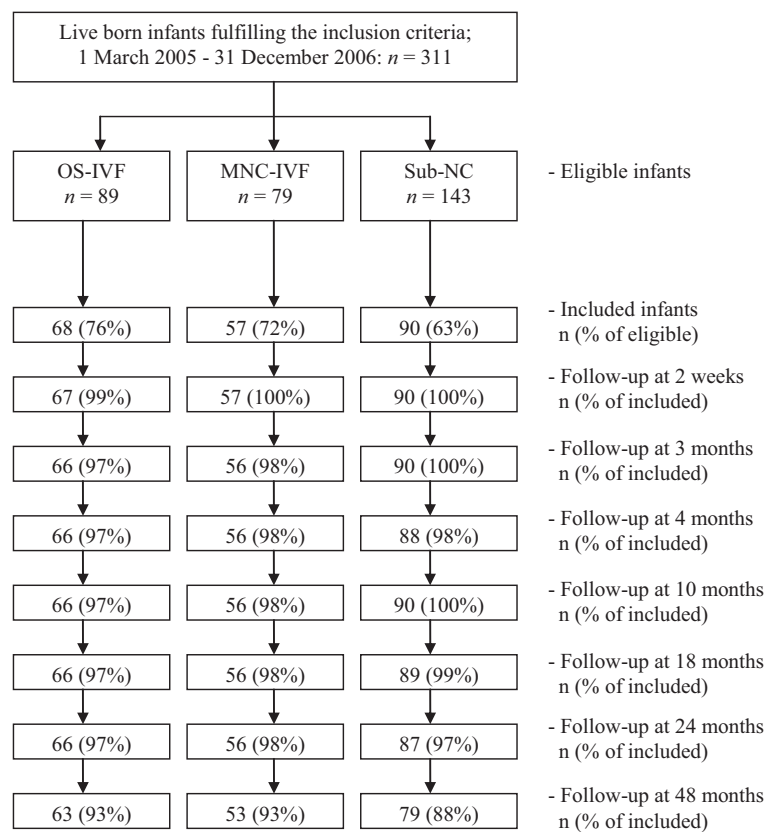 Live born infants fulfilling the inclusion criteria;
1 March 2005 - 31 December 2006: n = 311
OS-IVF
n = 89
MNC-IVF
n = 79
Sub-NC
n = 143
- Eligible infants
68 (76%)
57 (72%)
90 (63%)
- Included infants
n (% of eligible)
67 (99%)
57 (100%)
90 (100%)
- Follow-up at 2 weeks
n (% of included)
66 (97%)
56 (98%)
90 (100%)
- Follow-up at 3 months
n (% of included)
66 (97%)
56 (98%)
88 (98%)
- Follow-up at 4 months
n (% of included)
66 (97%)
56 (98%)
90 (100%)
- Follow-up at 10 months
n (% of included)
66 (97%)
56 (98%)
89 (99%)
- Follow-up at 18 months
n (% of included)
66 (97%)
56 (98%)
87 (97%)
- Follow-up at 24 months
n (% of included)
63 (93%)
53 (93%)
79 (88%)
- Follow-up at 48 months
n (% of included)